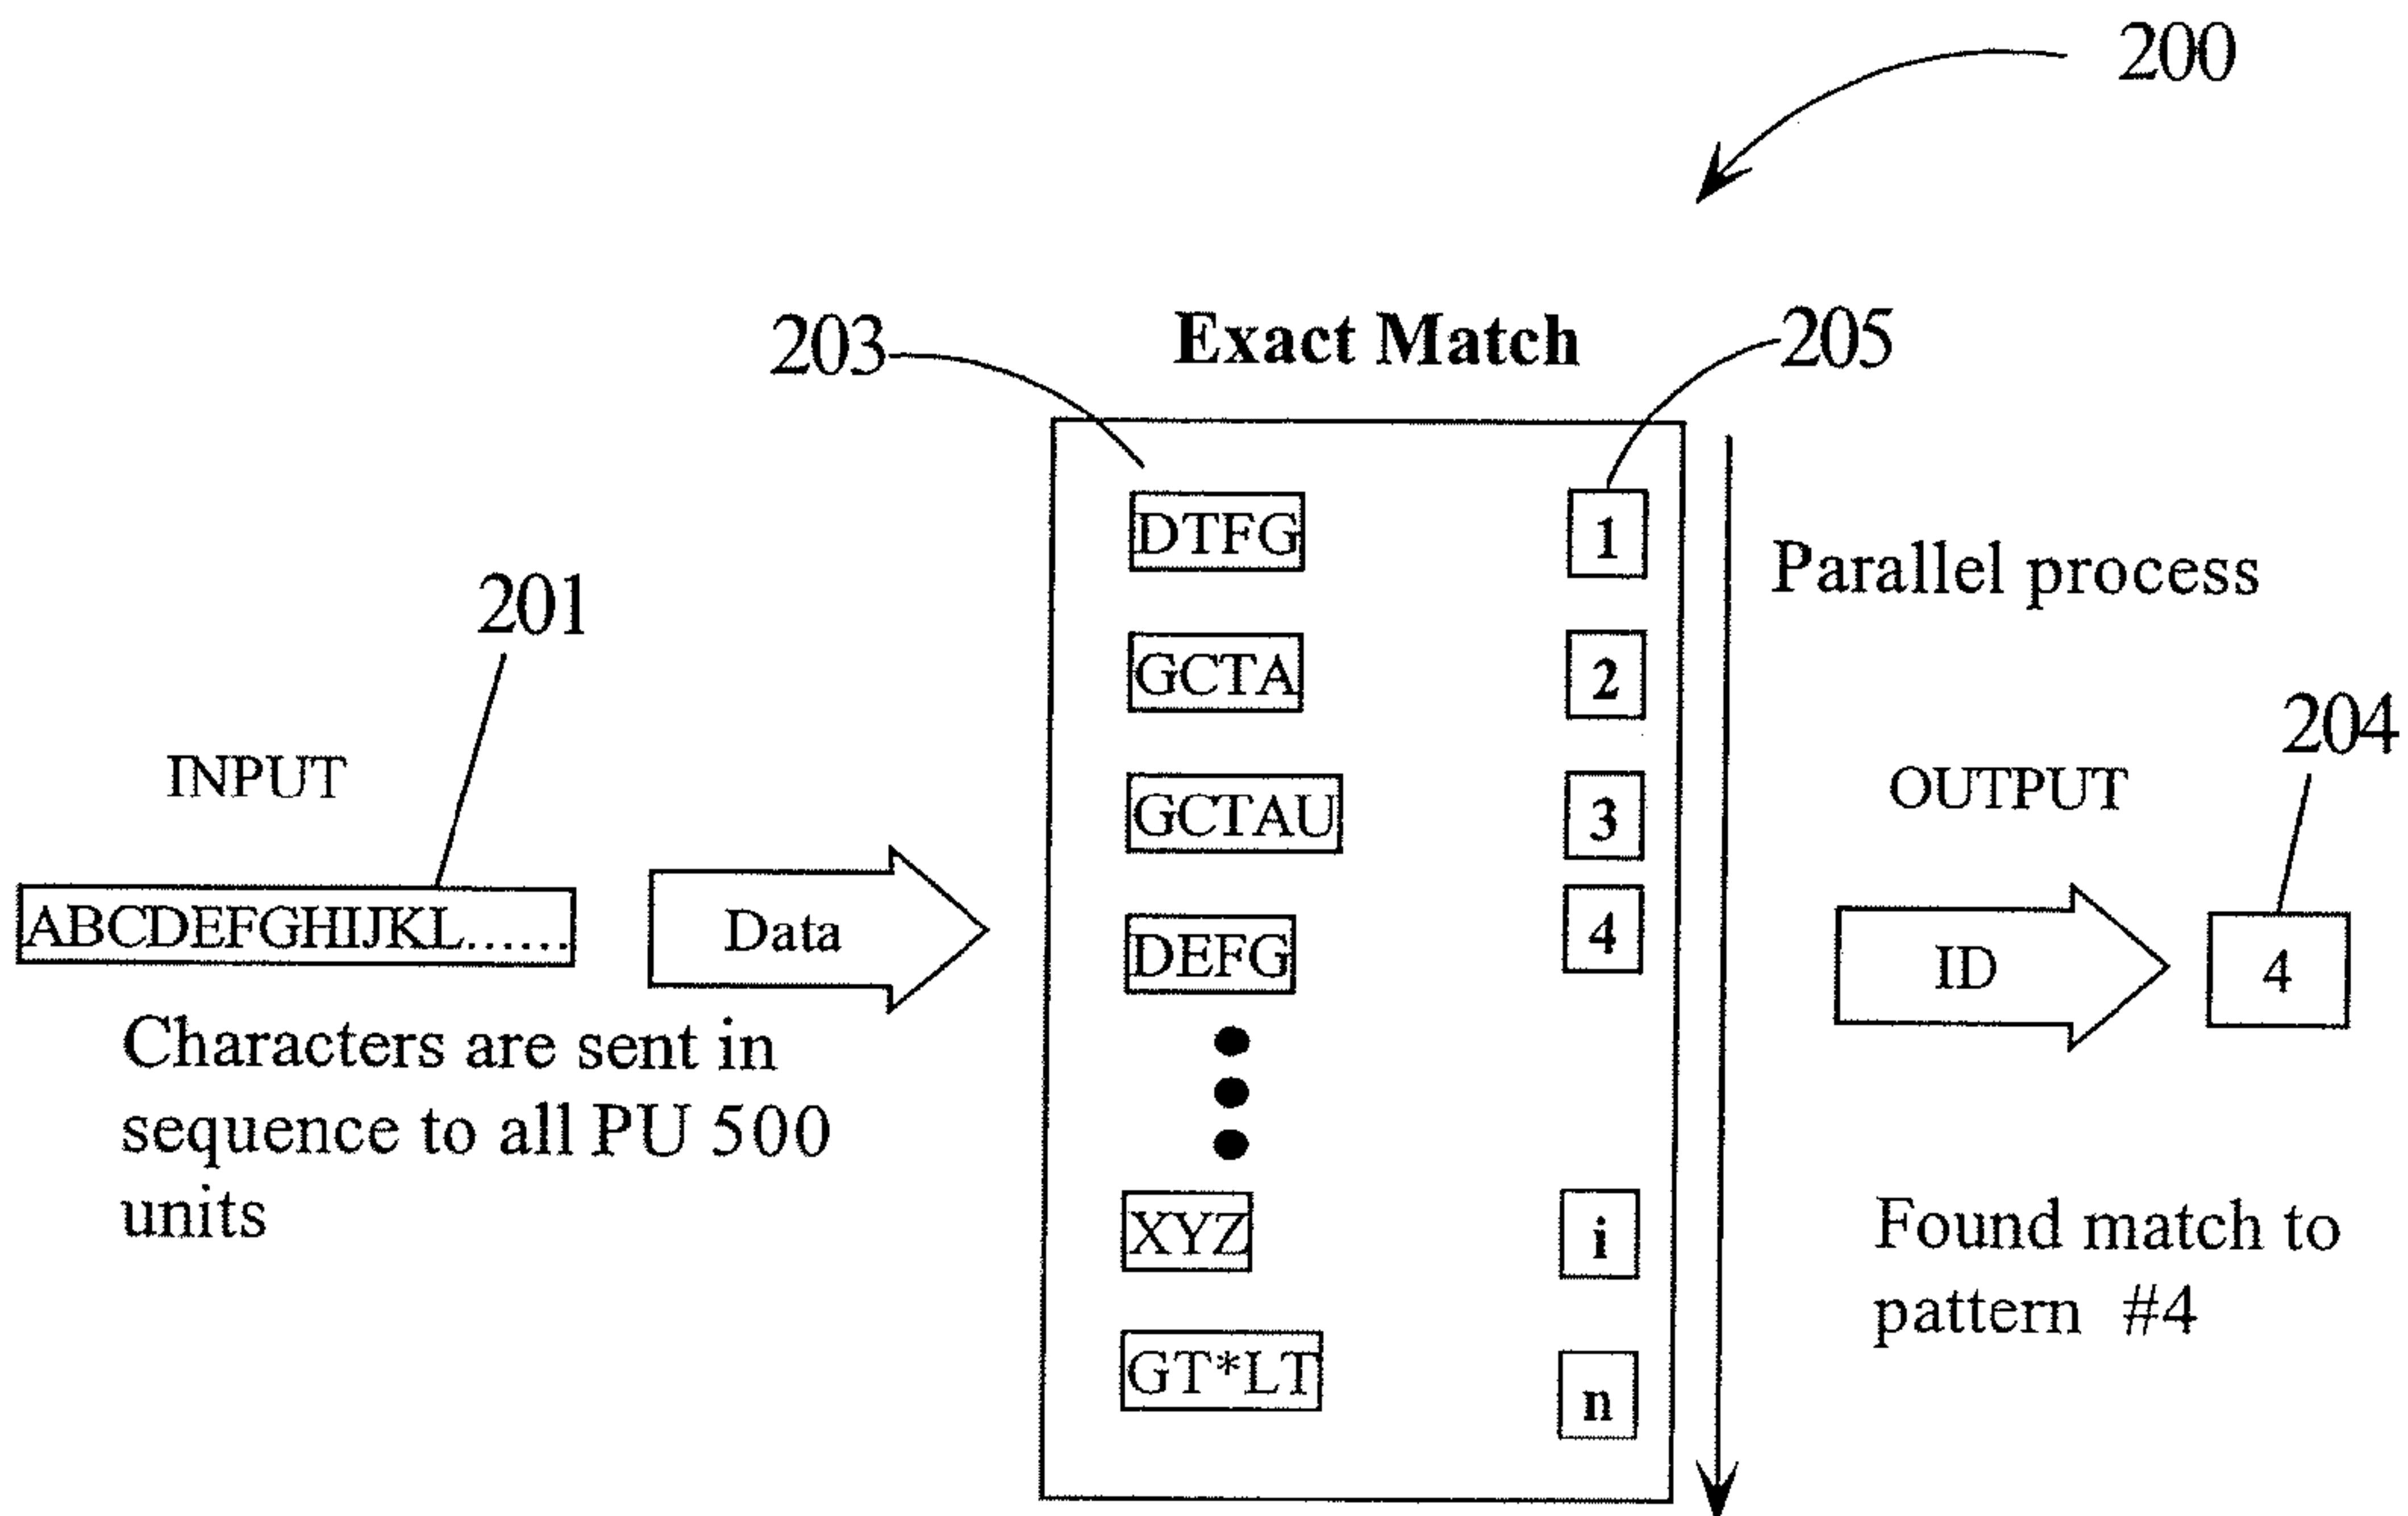 200
203
Exact Match
205
DTFG
1
Parallel process
201
GCTA
2
204
INPUT
GCTAU
3
OUTPUT
ABCDEFGHIJKL......
Data
DEFG
4
ID
4
Characters are sent in
sequence to all PU 500
units
XYZ
i
Found match to
pattern #4
GT*LT
n